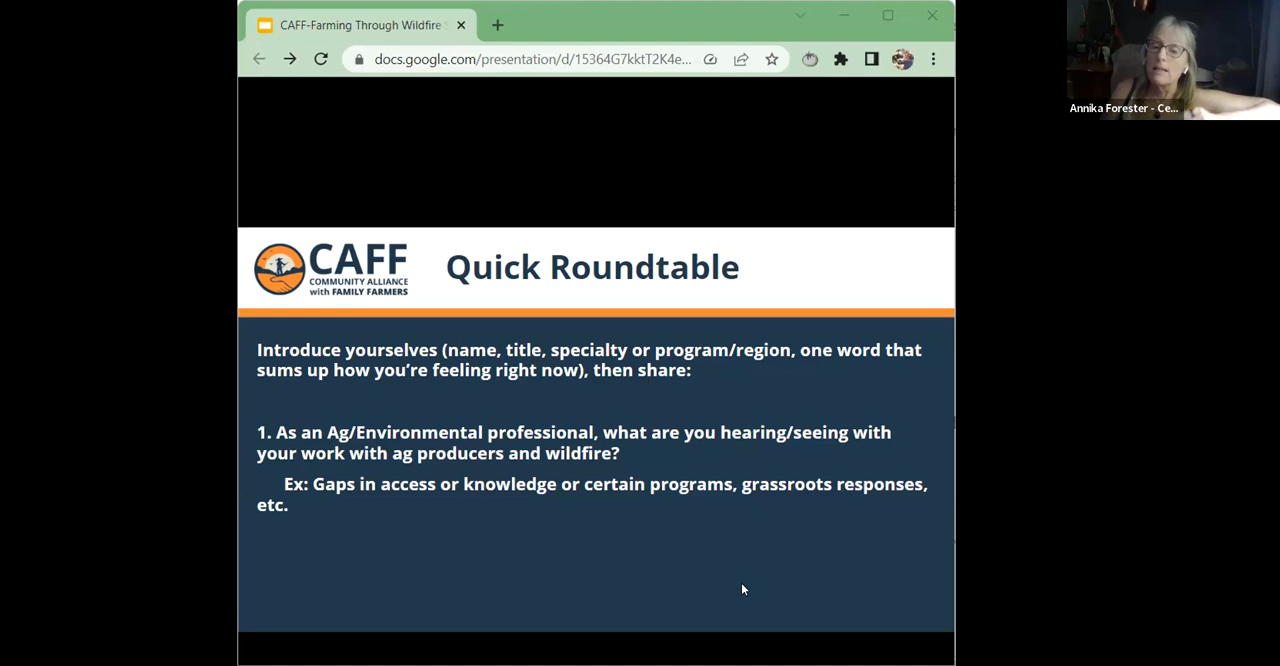 CAFF-Farming Through Wildfire
docs.google.com/presentation/d/15364G7kktT2K4e...
Annika Forester - Ce...
CAFF
COMMUNITY ALLIANCE
with FAMILY FARMERS
Quick Roundtable
Introduce yourselves (name, title, specialty or program/region, one word that
sums up how you’re feeling right now), then share:
1. As an Ag/Environmental professional, what are you hearing/seeing with
your work with ag producers and wildfire?
Ex: Gaps in access or knowledge or certain programs, grassroots responses,
etc.